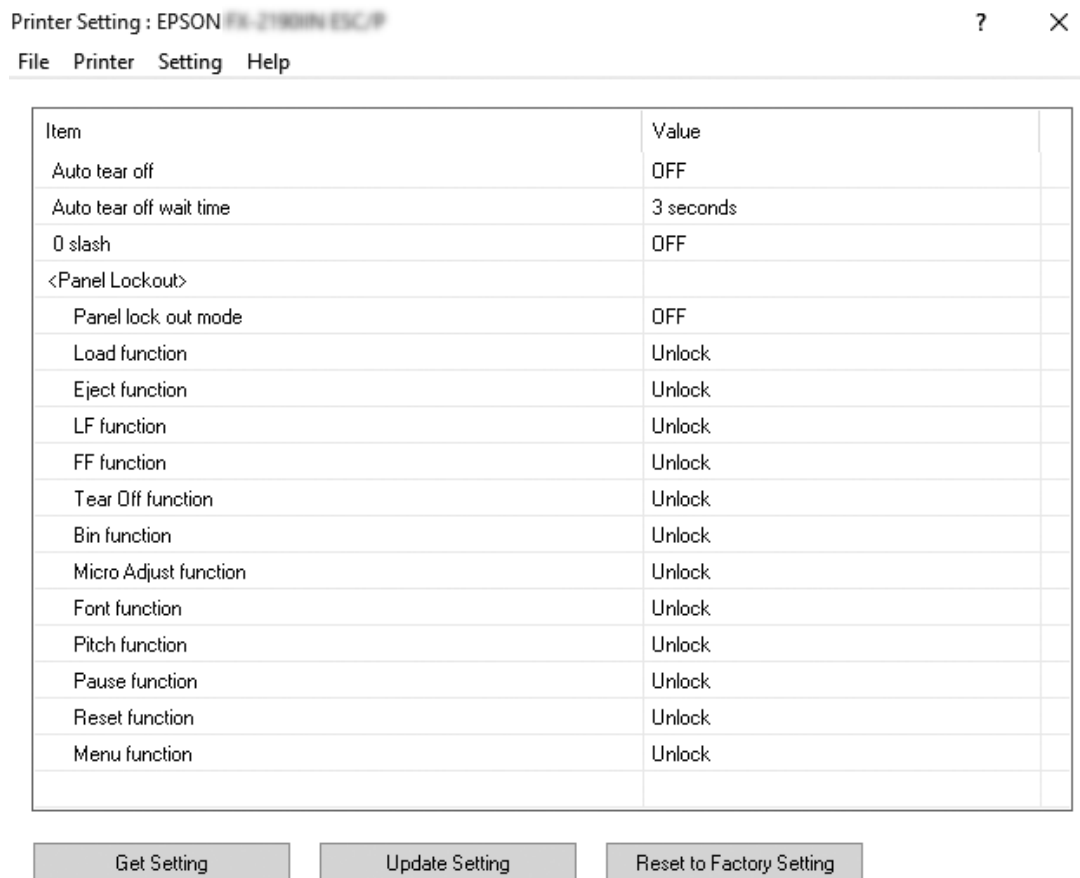 Printer Setting : EPSON
? ×
File Printer Setting Help
Item Value
Auto tear off OFF
Auto tear off wait time 3 seconds
0 slash OFF
<Panel Lockout>
Panel lock out mode OFF
Load function Unlock
Eject function Unlock
LF function Unlock
FF function Unlock
Tear Off function Unlock
Bin function Unlock
Micro Adjust function Unlock
Font function Unlock
Pitch function Unlock
Pause function Unlock
Reset function Unlock
Menu function Unlock
Get Setting Update Setting Reset to Factory Setting